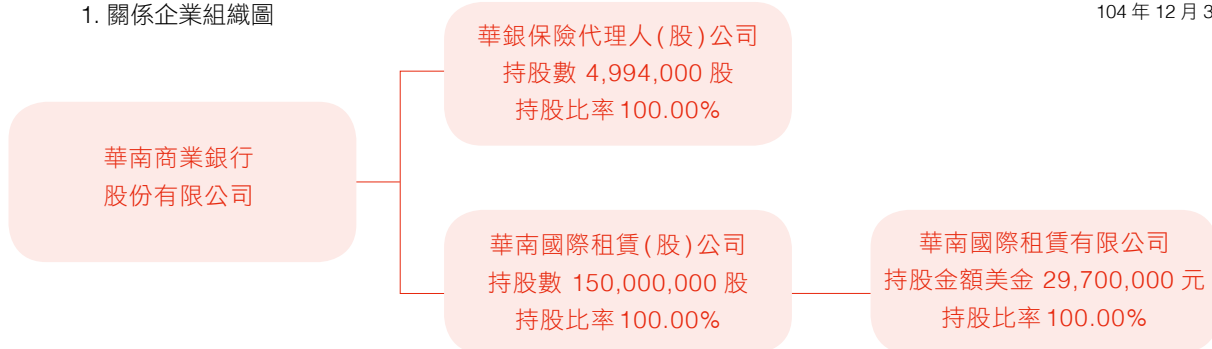 1. 關係企業組織圖
104 年 12 月 3
華銀保險代理人(股)公司
持股數 4,994,000 股
持股比率 100.00%
華南商業銀行
股份有限公司
華南國際租賃(股)公司
持股數 150,000,000 股
持股比率 100.00%
華南國際租賃有限公司
持股金額美金 29,700,000 元
持股比率 100.00%